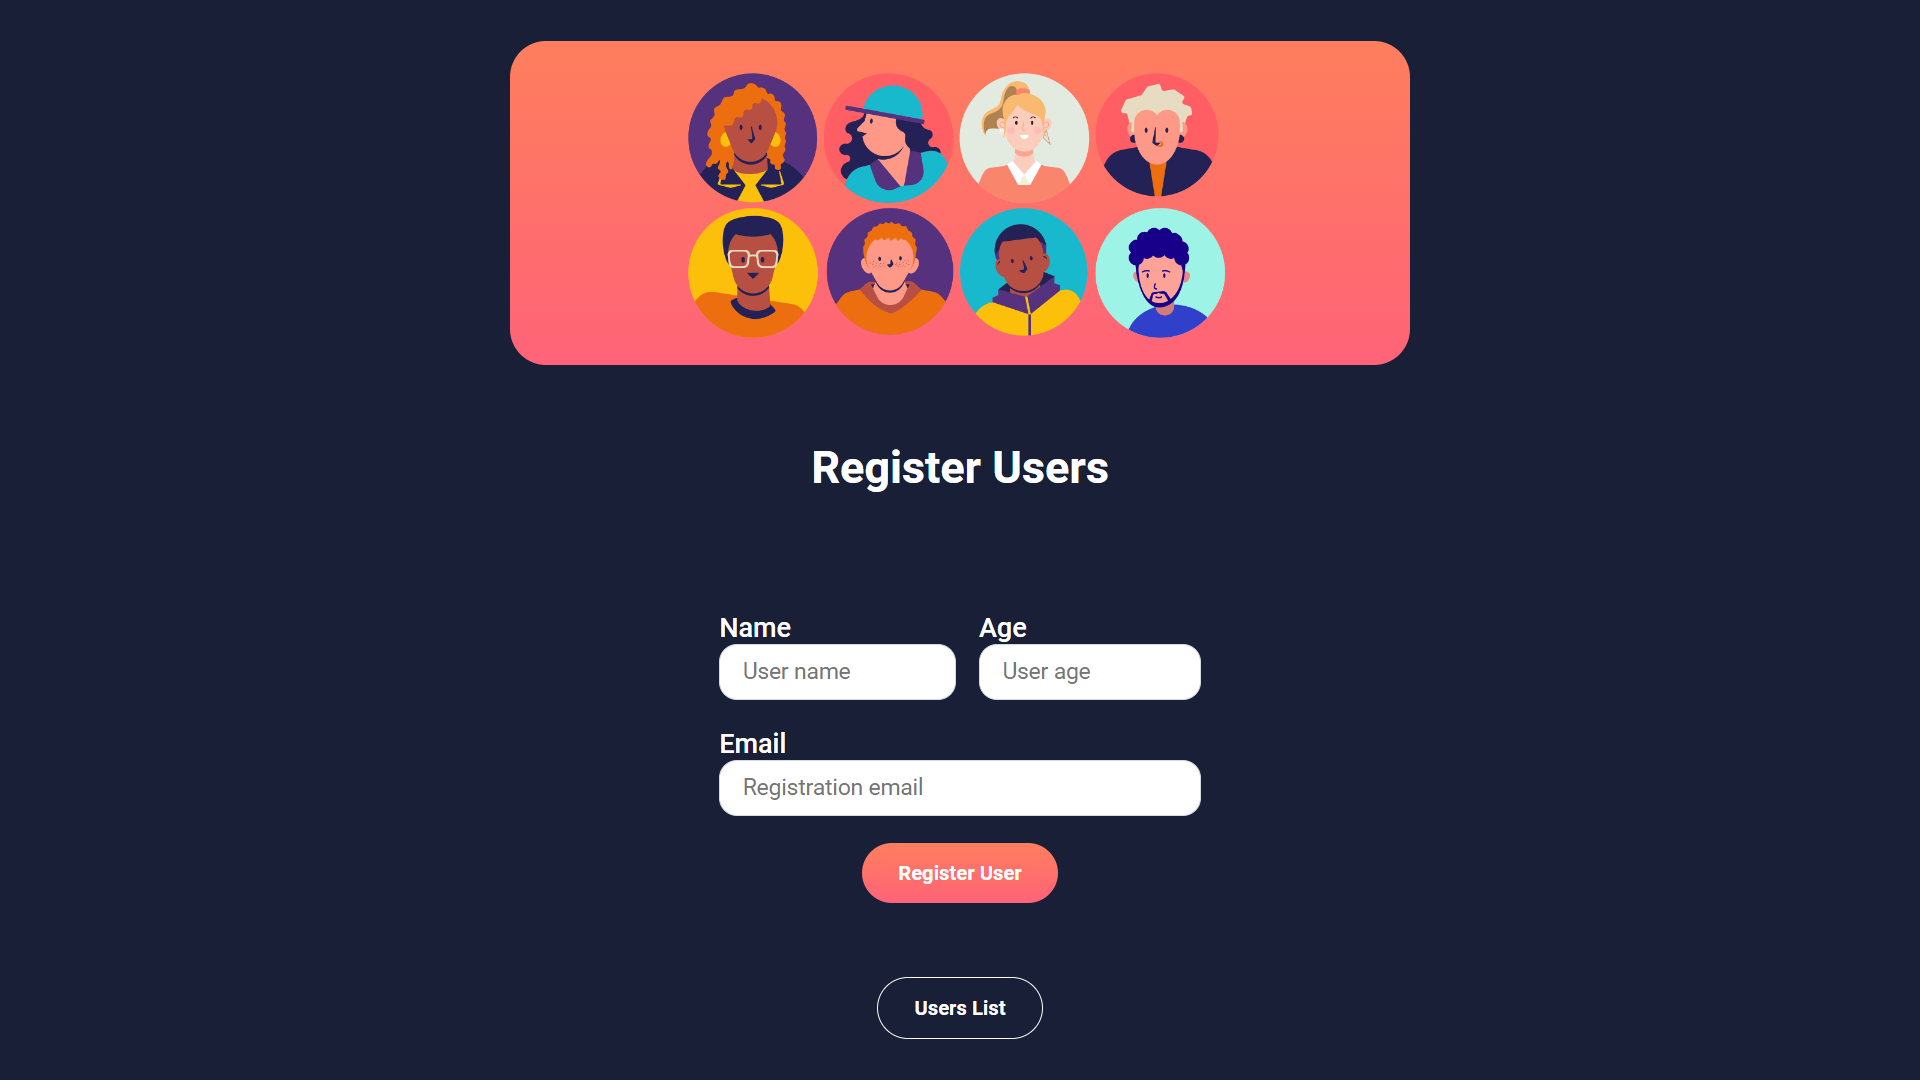 Register Users
Name
Age
User name
User age
Email
Registration email
Register User
Users List